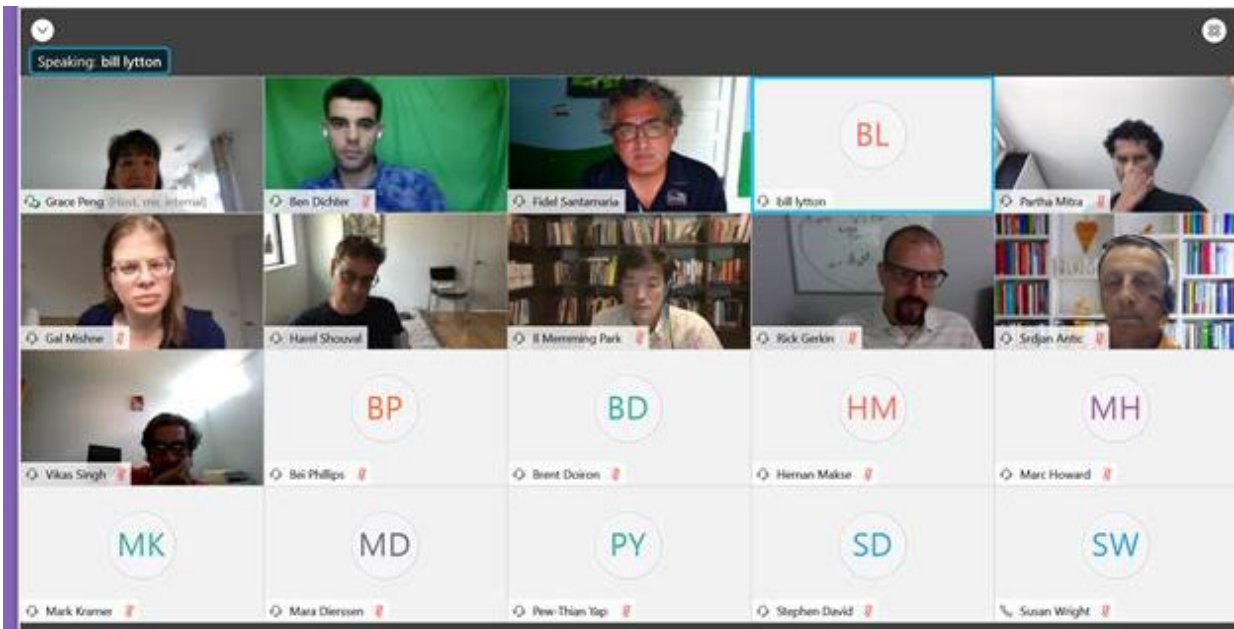 Speaking: bill lytton
BL
Grace Peng (Host, me, internal)
Ben Dichter
Fidel Santamaria
bill lytton
Partha Mitra
Gal Mishne
Harel Shouval
Il Memming Park
Rick Gerkin
Srdjan Antic
BP
BD
HM
MH
Vikas Singh
Bei Phillips
Brent Doiron
Hernan Makse
Marc Howard
MK
MD
PY
SD
SW
Mark Kramer
Mara Dierssen
Pew-Thian Yap
Stephen David
Susan Wright